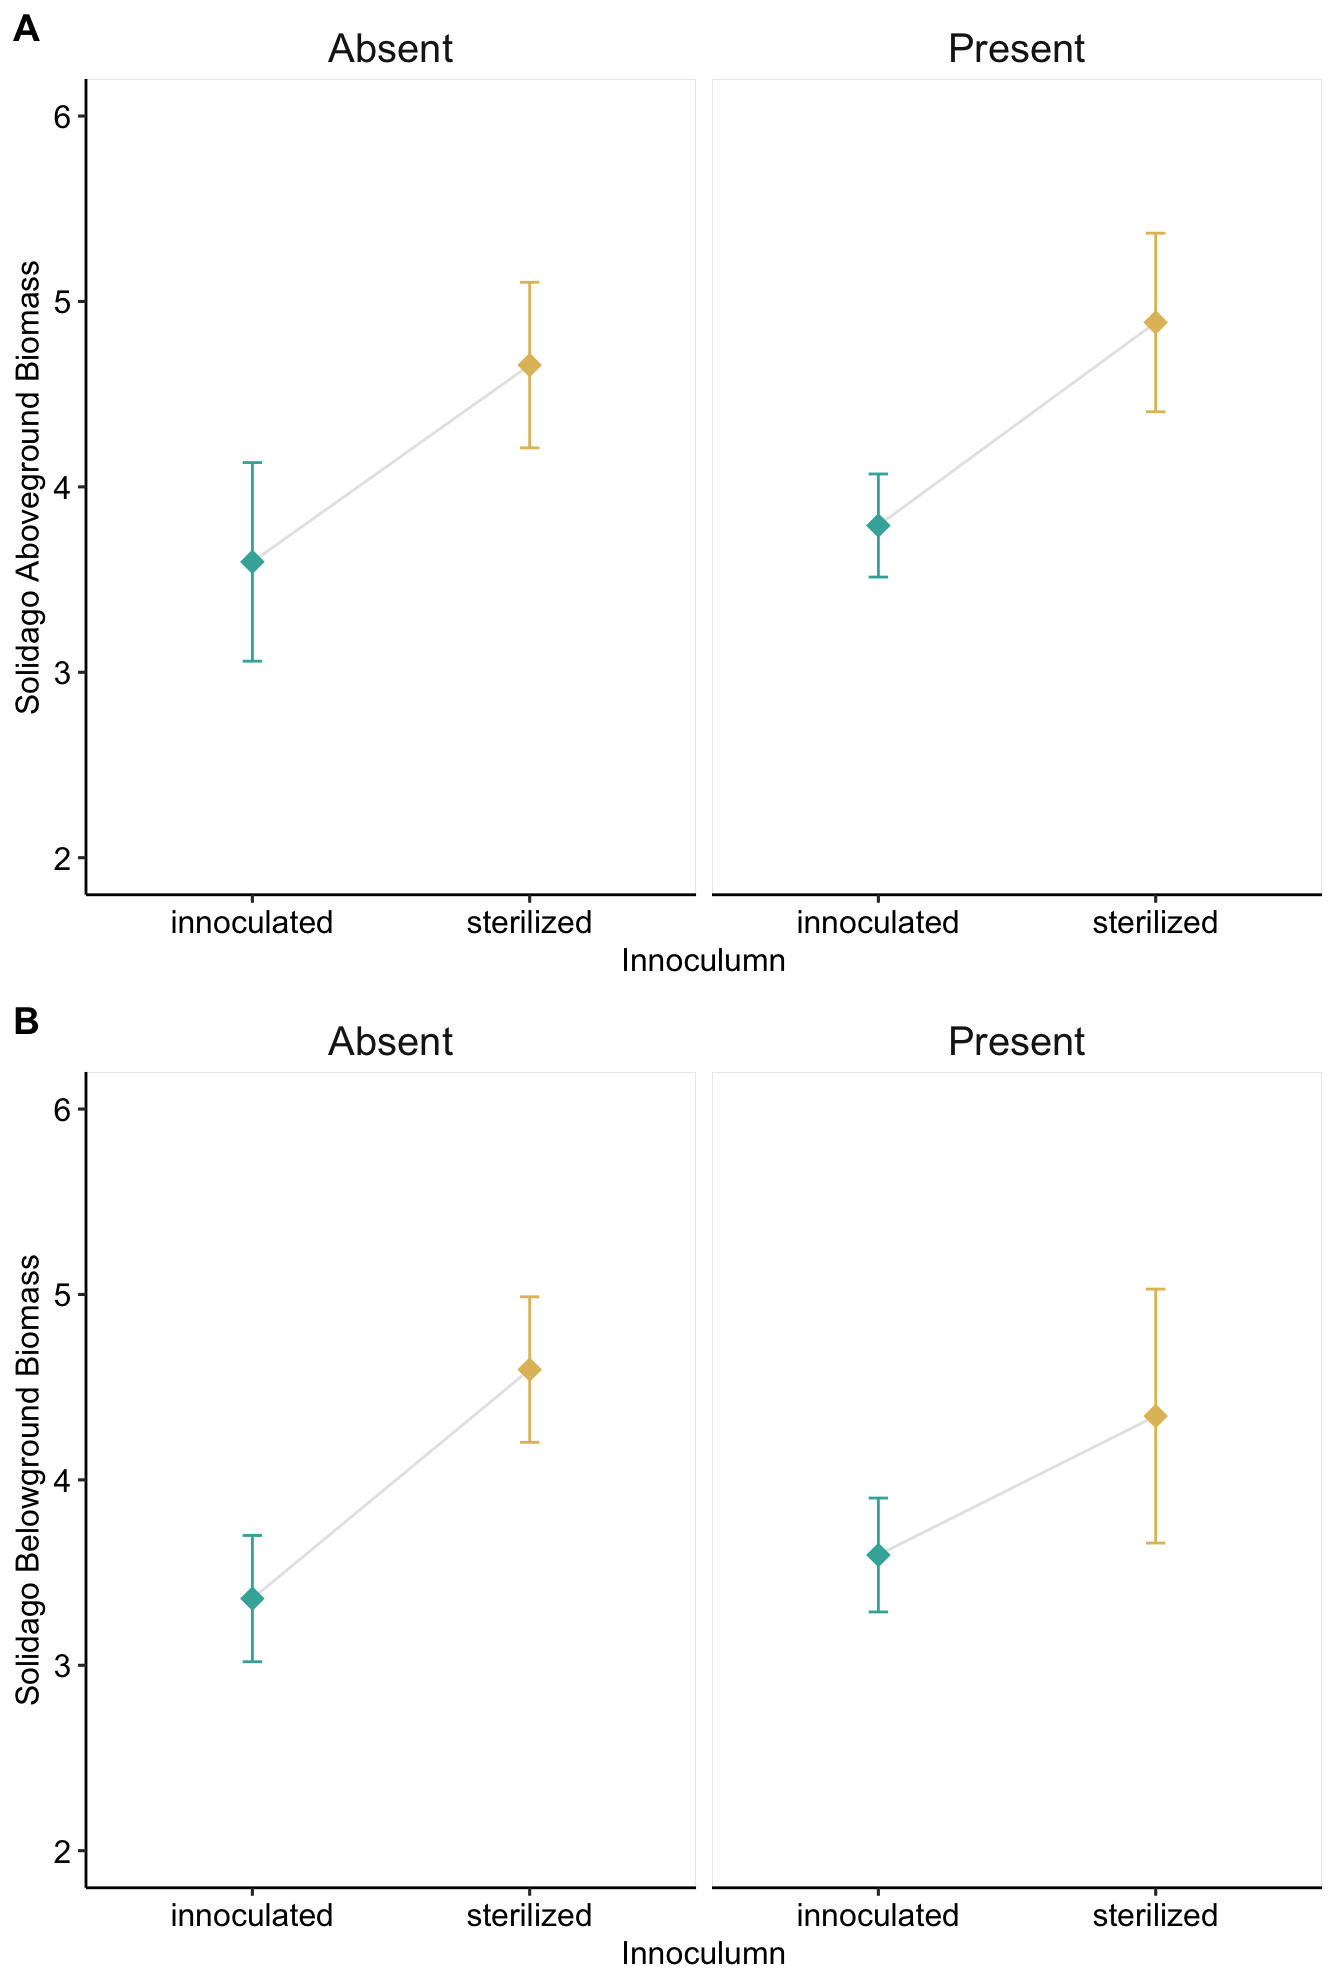 A
Absent Present
Solidago Aboveground Biomass
6
5
4
3
2
innoculated sterilized innoculated sterilized
Innoculumn
B
Absent Present
Solidago Belowground Biomass
6
5
4
3
2
innoculated sterilized innoculated sterilized
Innoculumn